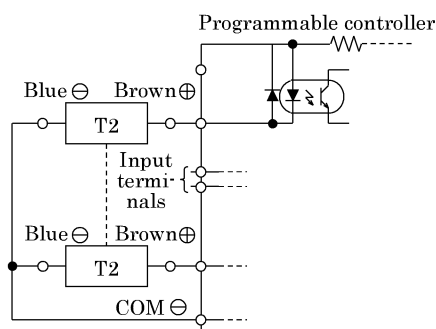 Programmable controller
Blue ⊖ Brown ⊕
T2
Input
termi-
nals
Blue ⊖ Brown ⊕
T2
COM ⊖